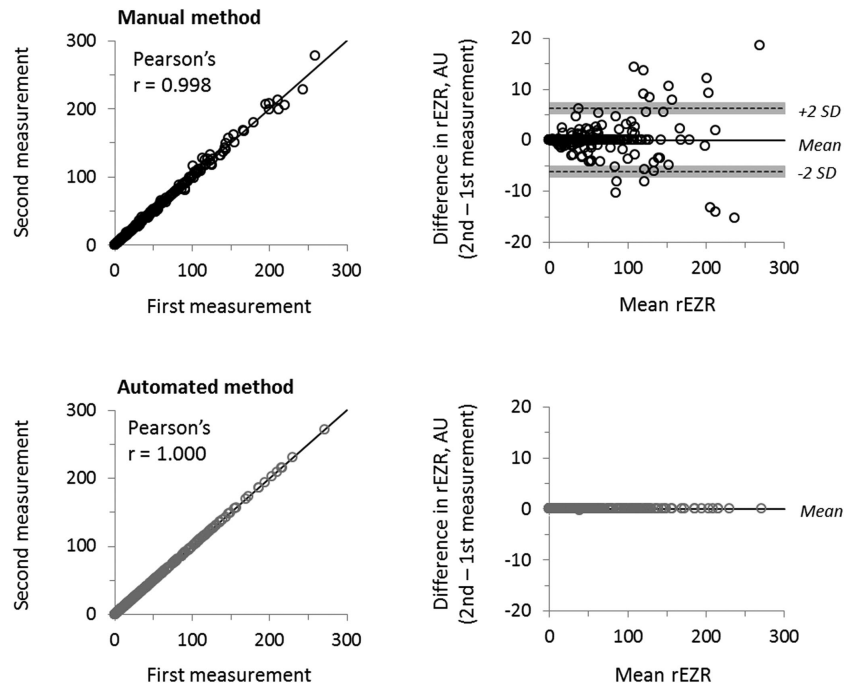 Manual method
300
200
100
0
Second measurement
Pearson's
r = 0.998
0 100 200 300
First measurement
20
10
0
-10
-20
Difference in rEZR, AU
(2nd – 1st measurement)
+2 SD
Mean
-2 SD
0 100 200 300
Mean rEZR
Automated method
300
200
100
0
Second measurement
Pearson's
r = 1.000
0 100 200 300
First measurement
20
10
0
-10
-20
Difference in rEZR, AU
(2nd – 1st measurement)
Mean
0 100 200 300
Mean rEZR